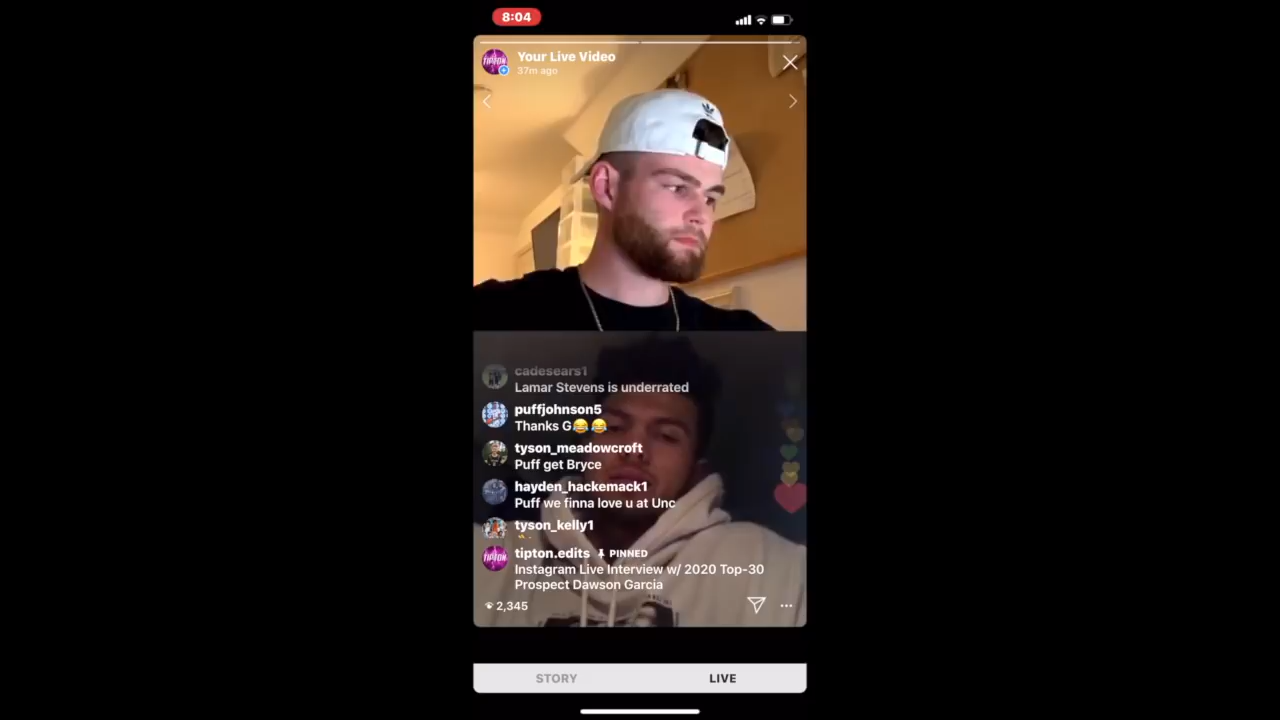 8:04
Your Live Video
37m ago
cadesears1
Lamar Stevens is underrated
puffjohnson5
Thanks G😂😂
tyson_meadowcroft
Puff get Bryce
hayden_hackemack1
Puff we finna love u at Unc
tyson_kelly1
tipton.edits PINNED
Instagram Live Interview w/ 2020 Top-30
Prospect Dawson Garcia
2,345
STORY
LIVE